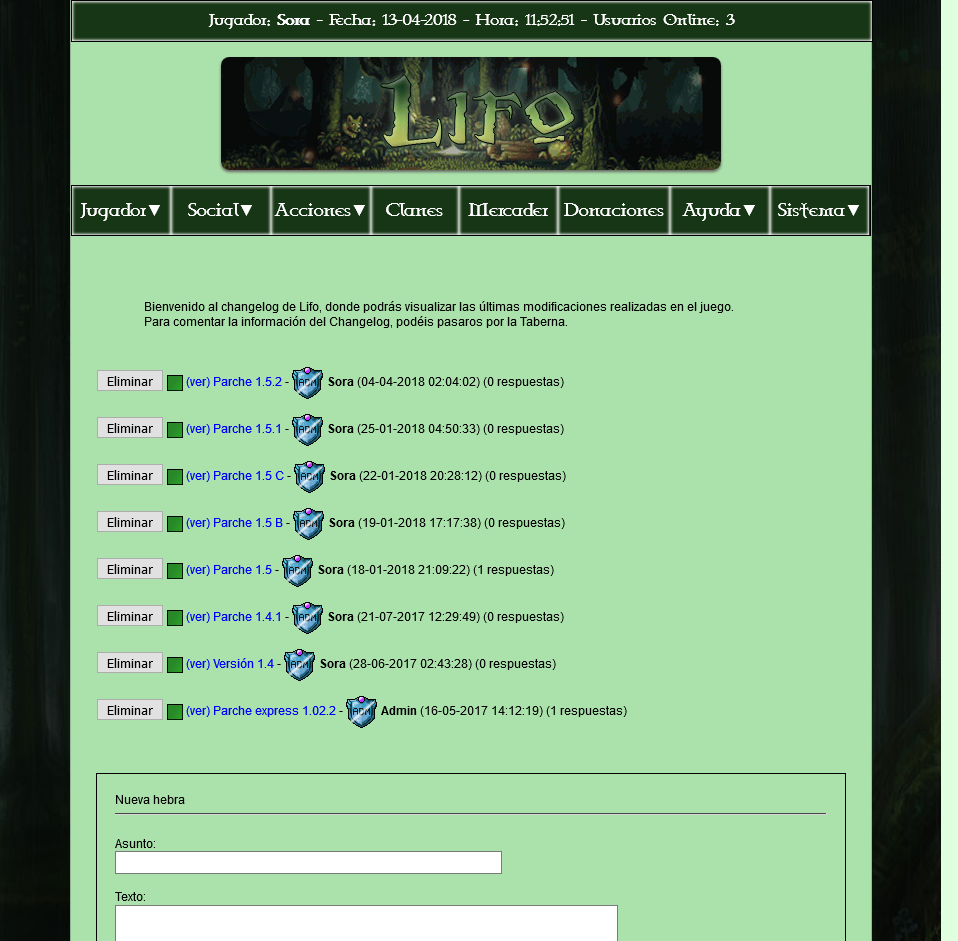 Jugador: Sora - Fecha: 13-04-2018 - Hora: 11:52:51 - Usuarios Online: 3
Lifo
Jugador▼ Social▼ Acciones▼ Clanes Mercader Donaciones Ayuda▼ Sistema▼
Bienvenido al changelog de Lifo, donde podrás visualizar las últimas modificaciones realizadas en el juego.
Para comentar la información del Changelog, podéis pasaros por la Taberna.
Eliminar (ver) Parche 1.5.2 - ADM Sora (04-04-2018 02:04:02) (0 respuestas)
Eliminar (ver) Parche 1.5.1 - ADM Sora (25-01-2018 04:50:33) (0 respuestas)
Eliminar (ver) Parche 1.5 C - ADM Sora (22-01-2018 20:28:12) (0 respuestas)
Eliminar (ver) Parche 1.5 B - ADM Sora (19-01-2018 17:17:38) (0 respuestas)
Eliminar (ver) Parche 1.5 - ADM Sora (18-01-2018 21:09:22) (1 respuestas)
Eliminar (ver) Parche 1.4.1 - ADM Sora (21-07-2017 12:29:49) (0 respuestas)
Eliminar (ver) Versión 1.4 - ADM Sora (28-06-2017 02:43:28) (0 respuestas)
Eliminar (ver) Parche express 1.02.2 - ADM Admin (16-05-2017 14:12:19) (1 respuestas)
Nueva hebra
Asunto:
Texto: